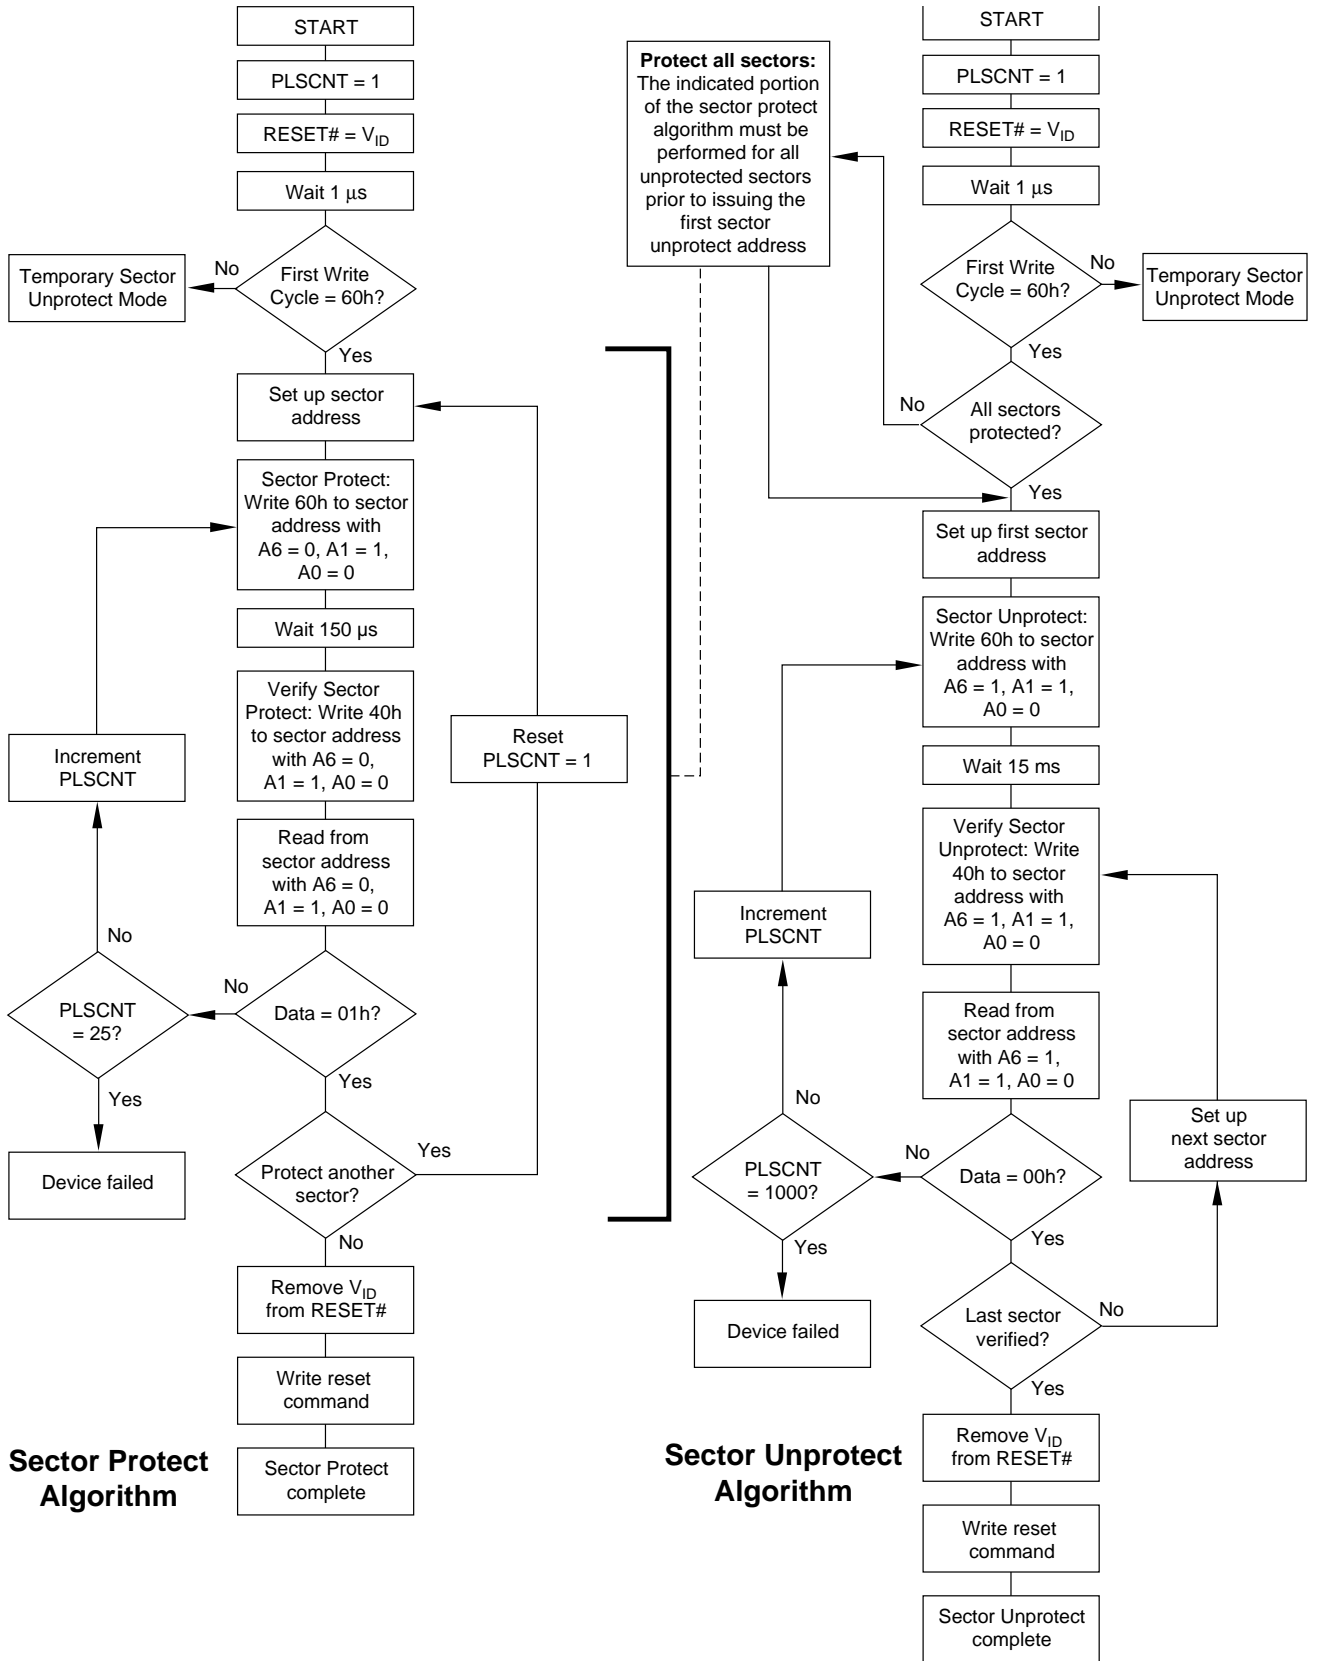 START
PLSCNT = 1
RESET# = VID
Wait 1 μs
First Write
Cycle = 60h?
No
Temporary Sector
Unprotect Mode
Yes
Set up sector
address
Sector Protect:
Write 60h to sector
address with
A6 = 0, A1 = 1,
A0 = 0
Wait 150 µs
Verify Sector
Protect: Write 40h
to sector address
with A6 = 0,
A1 = 1, A0 = 0
Increment
PLSCNT
Reset
PLSCNT = 1
Read from
sector address
with A6 = 0,
A1 = 1, A0 = 0
No
No
PLSCNT
= 25?
Data = 01h?
Yes
Yes
Device failed
Yes
Protect another
sector?
No
Remove VID
from RESET#
Write reset
command
Sector Protect
complete
Sector Protect
Algorithm
Protect all sectors:
The indicated portion
of the sector protect
algorithm must be
performed for all
unprotected sectors
prior to issuing the
first sector
unprotect address
START
PLSCNT = 1
RESET# = VID
Wait 1 μs
First Write
Cycle = 60h?
No
Temporary Sector
Unprotect Mode
Yes
No
All sectors
protected?
Yes
Set up first sector
address
Sector Unprotect:
Write 60h to sector
address with
A6 = 1, A1 = 1,
A0 = 0
Wait 15 ms
Verify Sector
Unprotect: Write
40h to sector
address with
A6 = 1, A1 = 1,
A0 = 0
Increment
PLSCNT
Read from
sector address
with A6 = 1,
A1 = 1, A0 = 0
No
No
PLSCNT
= 1000?
Data = 00h?
Set up
next sector
address
Yes
Yes
Device failed
Last sector
verified?
No
Yes
Remove VID
from RESET#
Write reset
command
Sector Unprotect
complete
Sector Unprotect
Algorithm